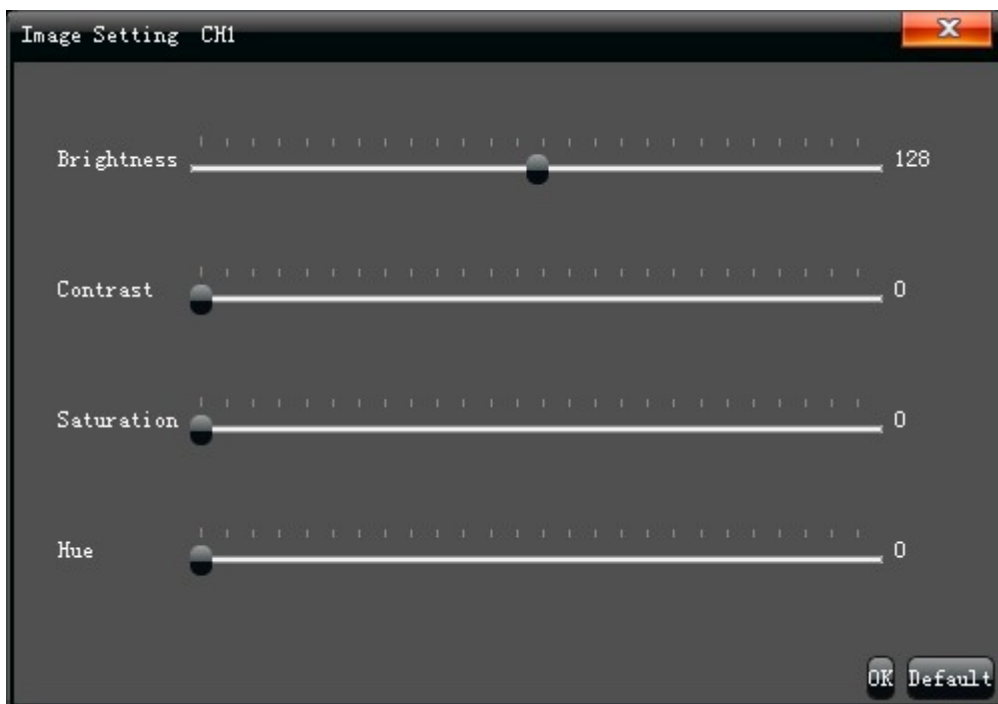 Image Setting CH1
Brightness 128
Contrast 0
Saturation 0
Hue 0
OK Default